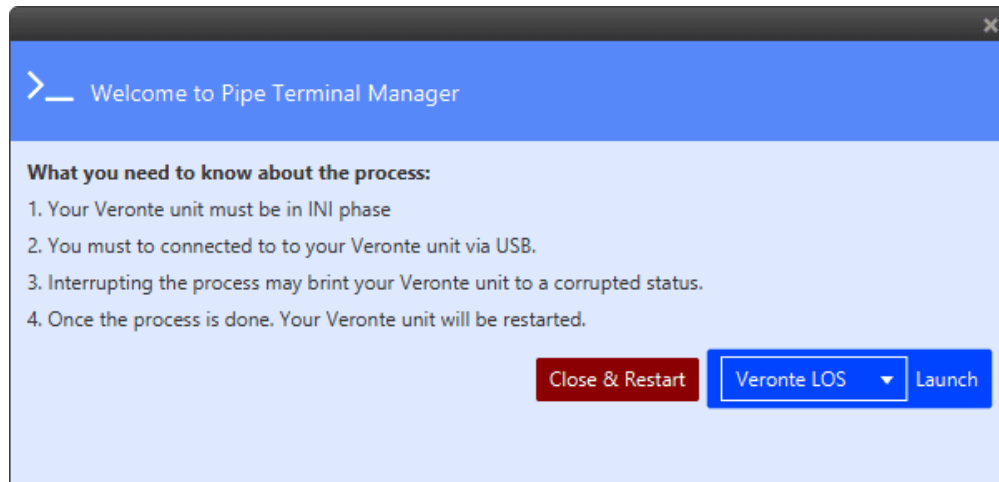 Welcome to Pipe Terminal Manager
What you need to know about the process:
1. Your Veronte unit must be in INI phase
2. You must to connected to to your Veronte unit via USB.
3. Interrupting the process may brint your Veronte unit to a corrupted status.
4. Once the process is done. Your Veronte unit will be restarted.
Close & Restart Veronte LOS Launch